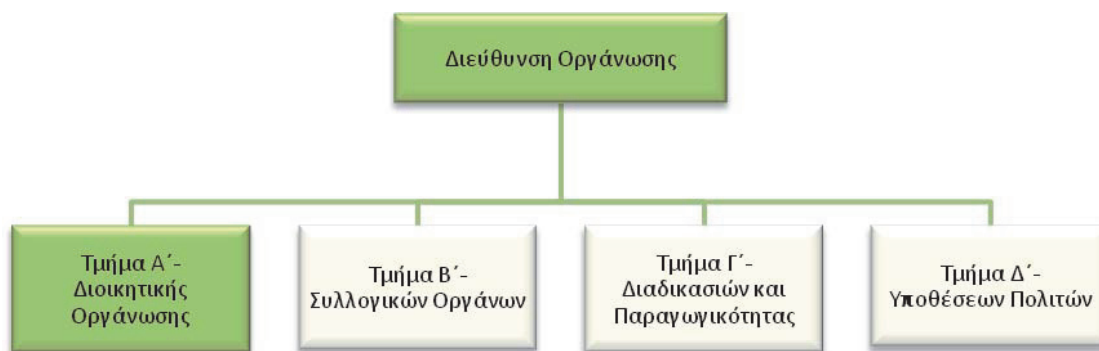 Διεύθυνση Οργάνωσης
Τμήμα Α΄-
Διοικητικής
Οργάνωσης
Τμήμα Β΄-
Συλλογικών Οργάνων
Τμήμα Γ΄-
Διαδικασιών και
Παραγωγικότητας
Τμήμα Δ΄-
Υποθέσεων Πολιτών